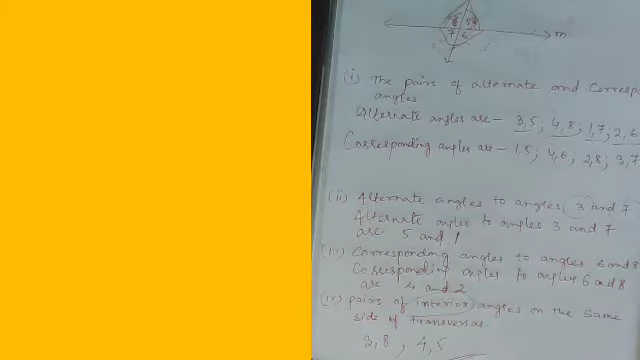 8 5
7 6
m
(i) The pairs of alternate and Corresp
angles
Alternate angles are - 3,5; 4,8; 1,7; 2,6
Corresponding angles are - 1,5; 4,6; 2,8; 3,7
(ii) Alternate angles to angles 3 and 7
Alternate angles to angles 3 and 7
are 5 and 1
(iii) Corresponding angles to angles 6 and 8
Corresponding angles to angles 6 and 8
are 4 and 2
(iv) pairs of interior angles on the same
side of transversal.
3,8, 4,5